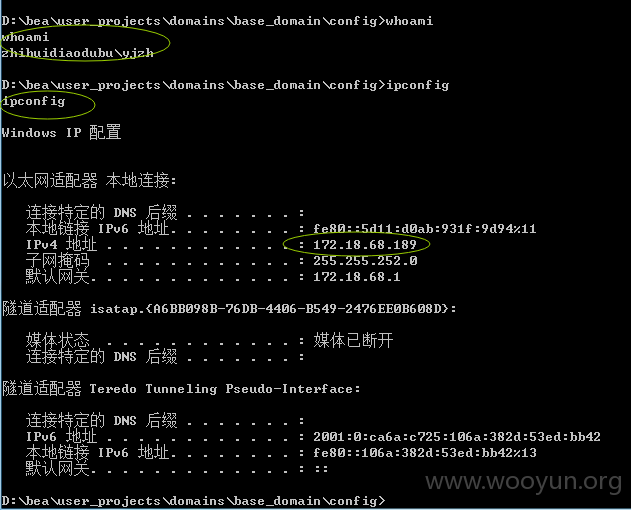 D:\bea\user_projects\domains\base_domain\config>whoami
whoami
zhihuidiaodubu\yjzh
D:\bea\user_projects\domains\base_domain\config>ipconfig
ipconfig
Windows IP 配置
以太网适配器 本地连接:
连接特定的 DNS 后缀 . . . . . . . :
本地链接 IPv6 地址. . . . . . . . : fe80::5d11:d0ab:931f:9d94%11
IPv4 地址 . . . . . . . . . . . . : 172.18.68.189
子网掩码 . . . . . . . . . . . . : 255.255.252.0
默认网关. . . . . . . . . . . . . : 172.18.68.1
隧道适配器 isatap.{A6BB098B-76DB-4406-B549-2476EE0B608D}:
媒体状态 . . . . . . . . . . . . : 媒体已断开
连接特定的 DNS 后缀 . . . . . . . :
隧道适配器 Teredo Tunneling Pseudo-Interface:
连接特定的 DNS 后缀 . . . . . . . :
IPv6 地址 . . . . . . . . . . . . : 2001:0:ca6a:c725:106a:382d:53ed:bb42
本地链接 IPv6 地址. . . . . . . . : fe80::106a:382d:53ed:bb42%13
默认网关. . . . . . . . . . . . . : ::
www.wooyun.org
D:\bea\user_projects\domains\base_domain\config>